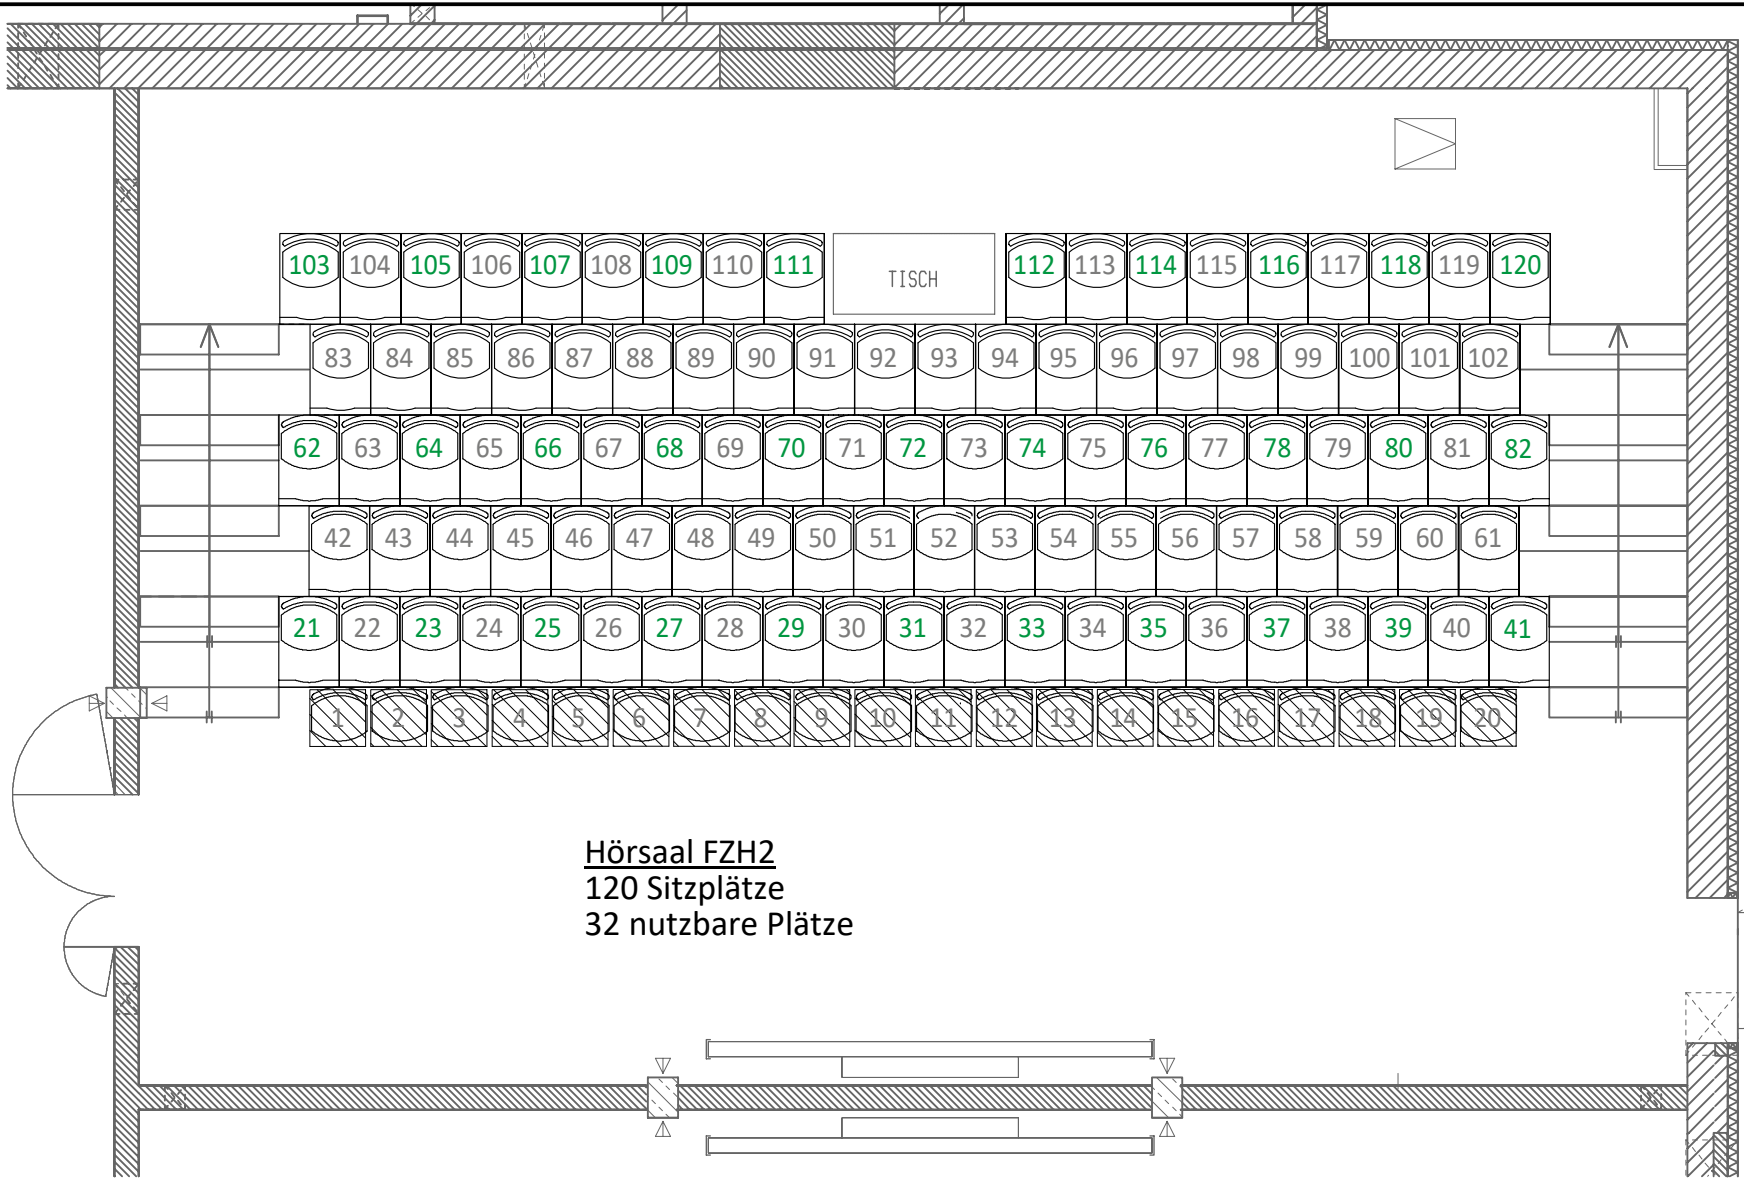 103 104 105 106 107 108 109 110 111 TISCH 112 113 114 115 116 117 118 119 120
83 84 85 86 87 88 89 90 91 92 93 94 95 96 97 98 99 100 101 102
62 63 64 65 66 67 68 69 70 71 72 73 74 75 76 77 78 79 80 81 82
42 43 44 45 46 47 48 49 50 51 52 53 54 55 56 57 58 59 60 61
21 22 23 24 25 26 27 28 29 30 31 32 33 34 35 36 37 38 39 40 41
1 2 3 4 5 6 7 8 9 10 11 12 13 14 15 16 17 18 19 20
Hörsaal FZH2
120 Sitzplätze
32 nutzbare Plätze